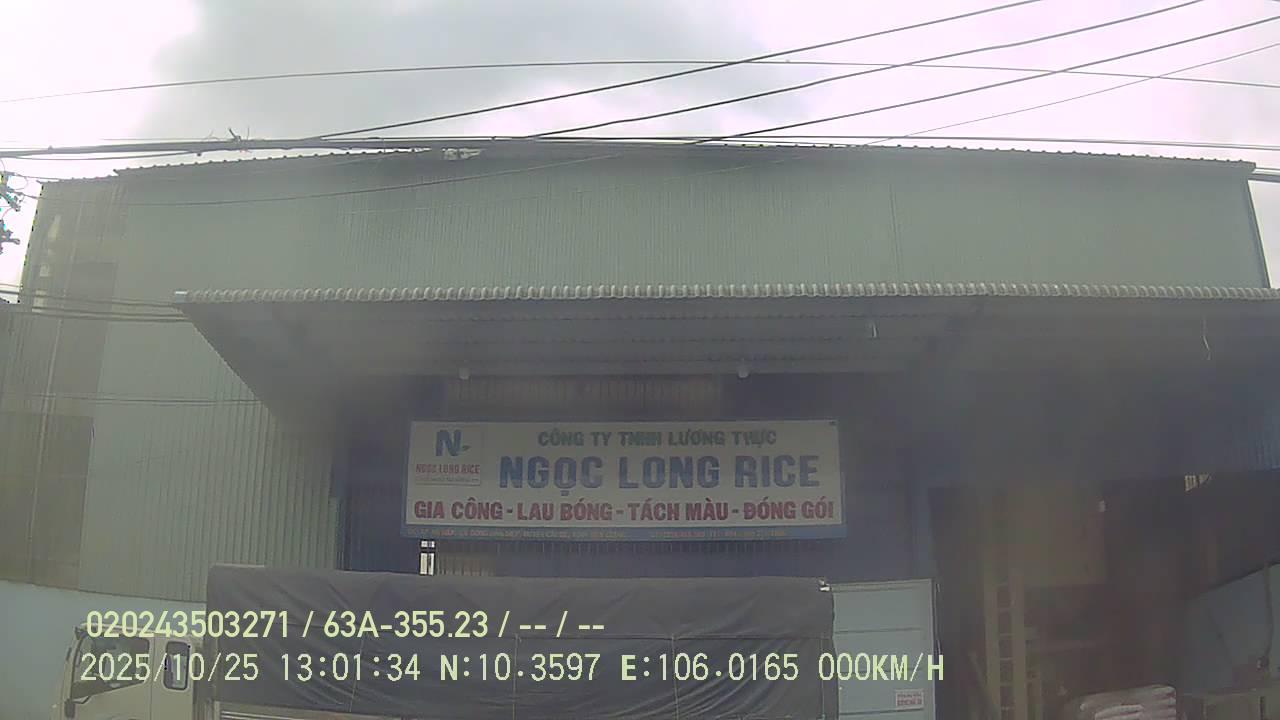 N
NGỌC LONG RICE
CÔNG TY TNHH LƯƠNG THỰC
NGỌC LONG RICE
GIA CÔNG - LAU BÓNG - TÁCH MÀU - ĐÓNG GÓI
020243503271 / 63A-355.23 / -- / --
2025/10/25 13:01:34 N:10.3597 E:106.0165 000KM/H